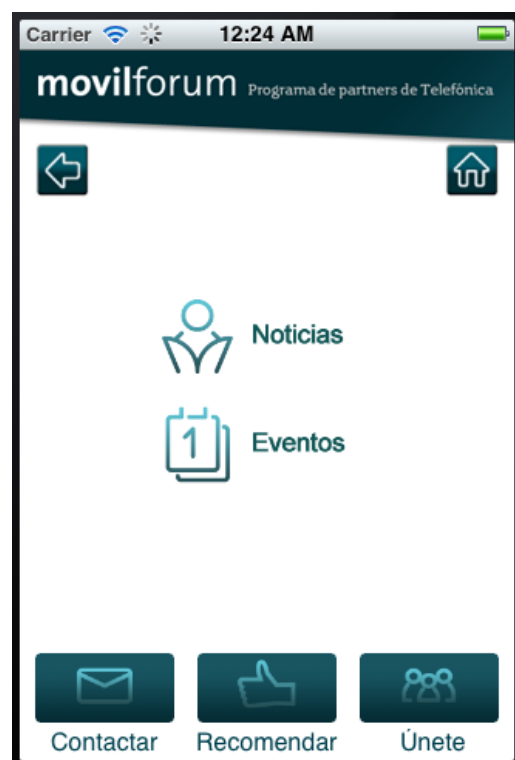 Carrier 12:24 AM
movilforum Programa de partners de Telefónica
Noticias
1 Eventos
Contactar Recomendar Únete